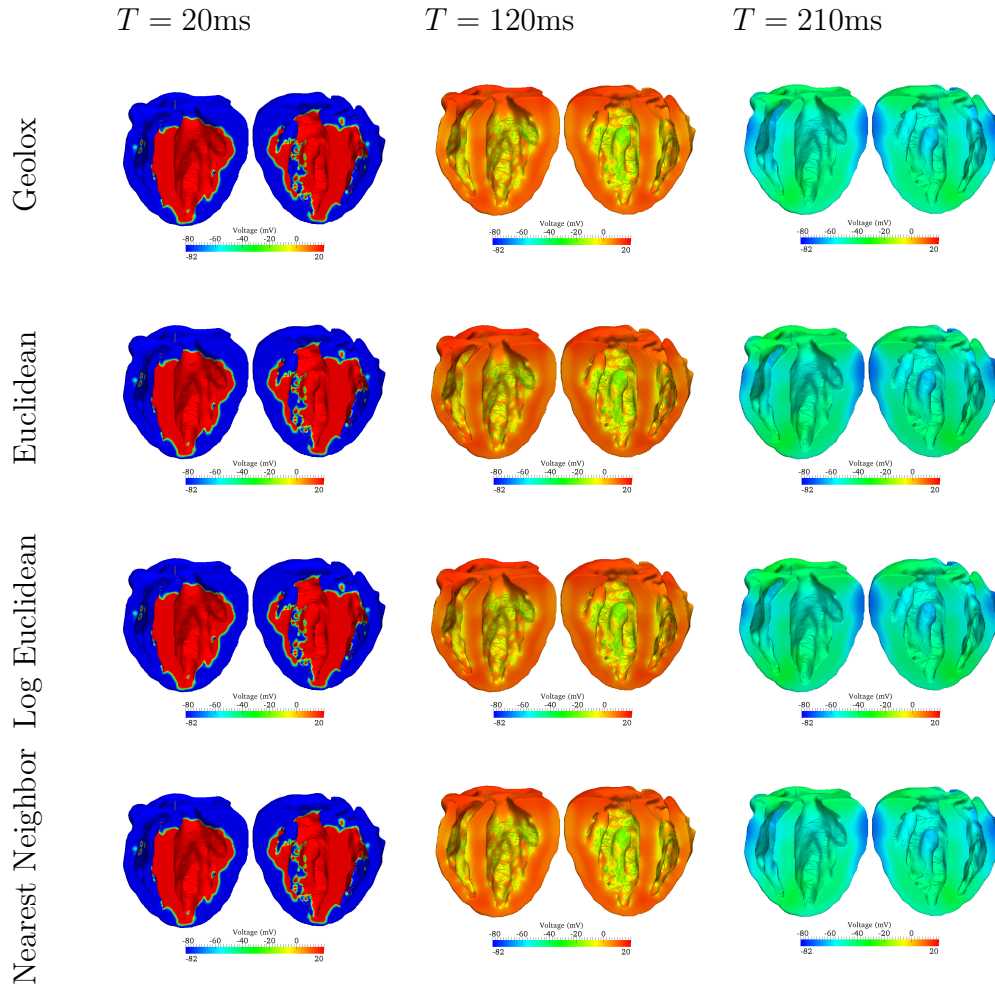 T = 20ms T = 120ms T = 210ms
Geolox
Voltage (mV) Voltage (mV) Voltage (mV)
-80 -60 -40 -20 0 -80 -60 -40 -20 0 -80 -60 -40 -20 0
-82 20 -82 20 -82 20
Euclidean
Voltage (mV) Voltage (mV) Voltage (mV)
-80 -60 -40 -20 0 -80 -60 -40 -20 0 -80 -60 -40 -20 0
-82 20 -82 20 -82 20
Log Euclidean
Voltage (mV) Voltage (mV) Voltage (mV)
-80 -60 -40 -20 0 -80 -60 -40 -20 0 -80 -60 -40 -20 0
-82 20 -82 20 -82 20
Nearest Neighbor
Voltage (mV) Voltage (mV) Voltage (mV)
-80 -60 -40 -20 0 -80 -60 -40 -20 0 -80 -60 -40 -20 0
-82 20 -82 20 -82 20